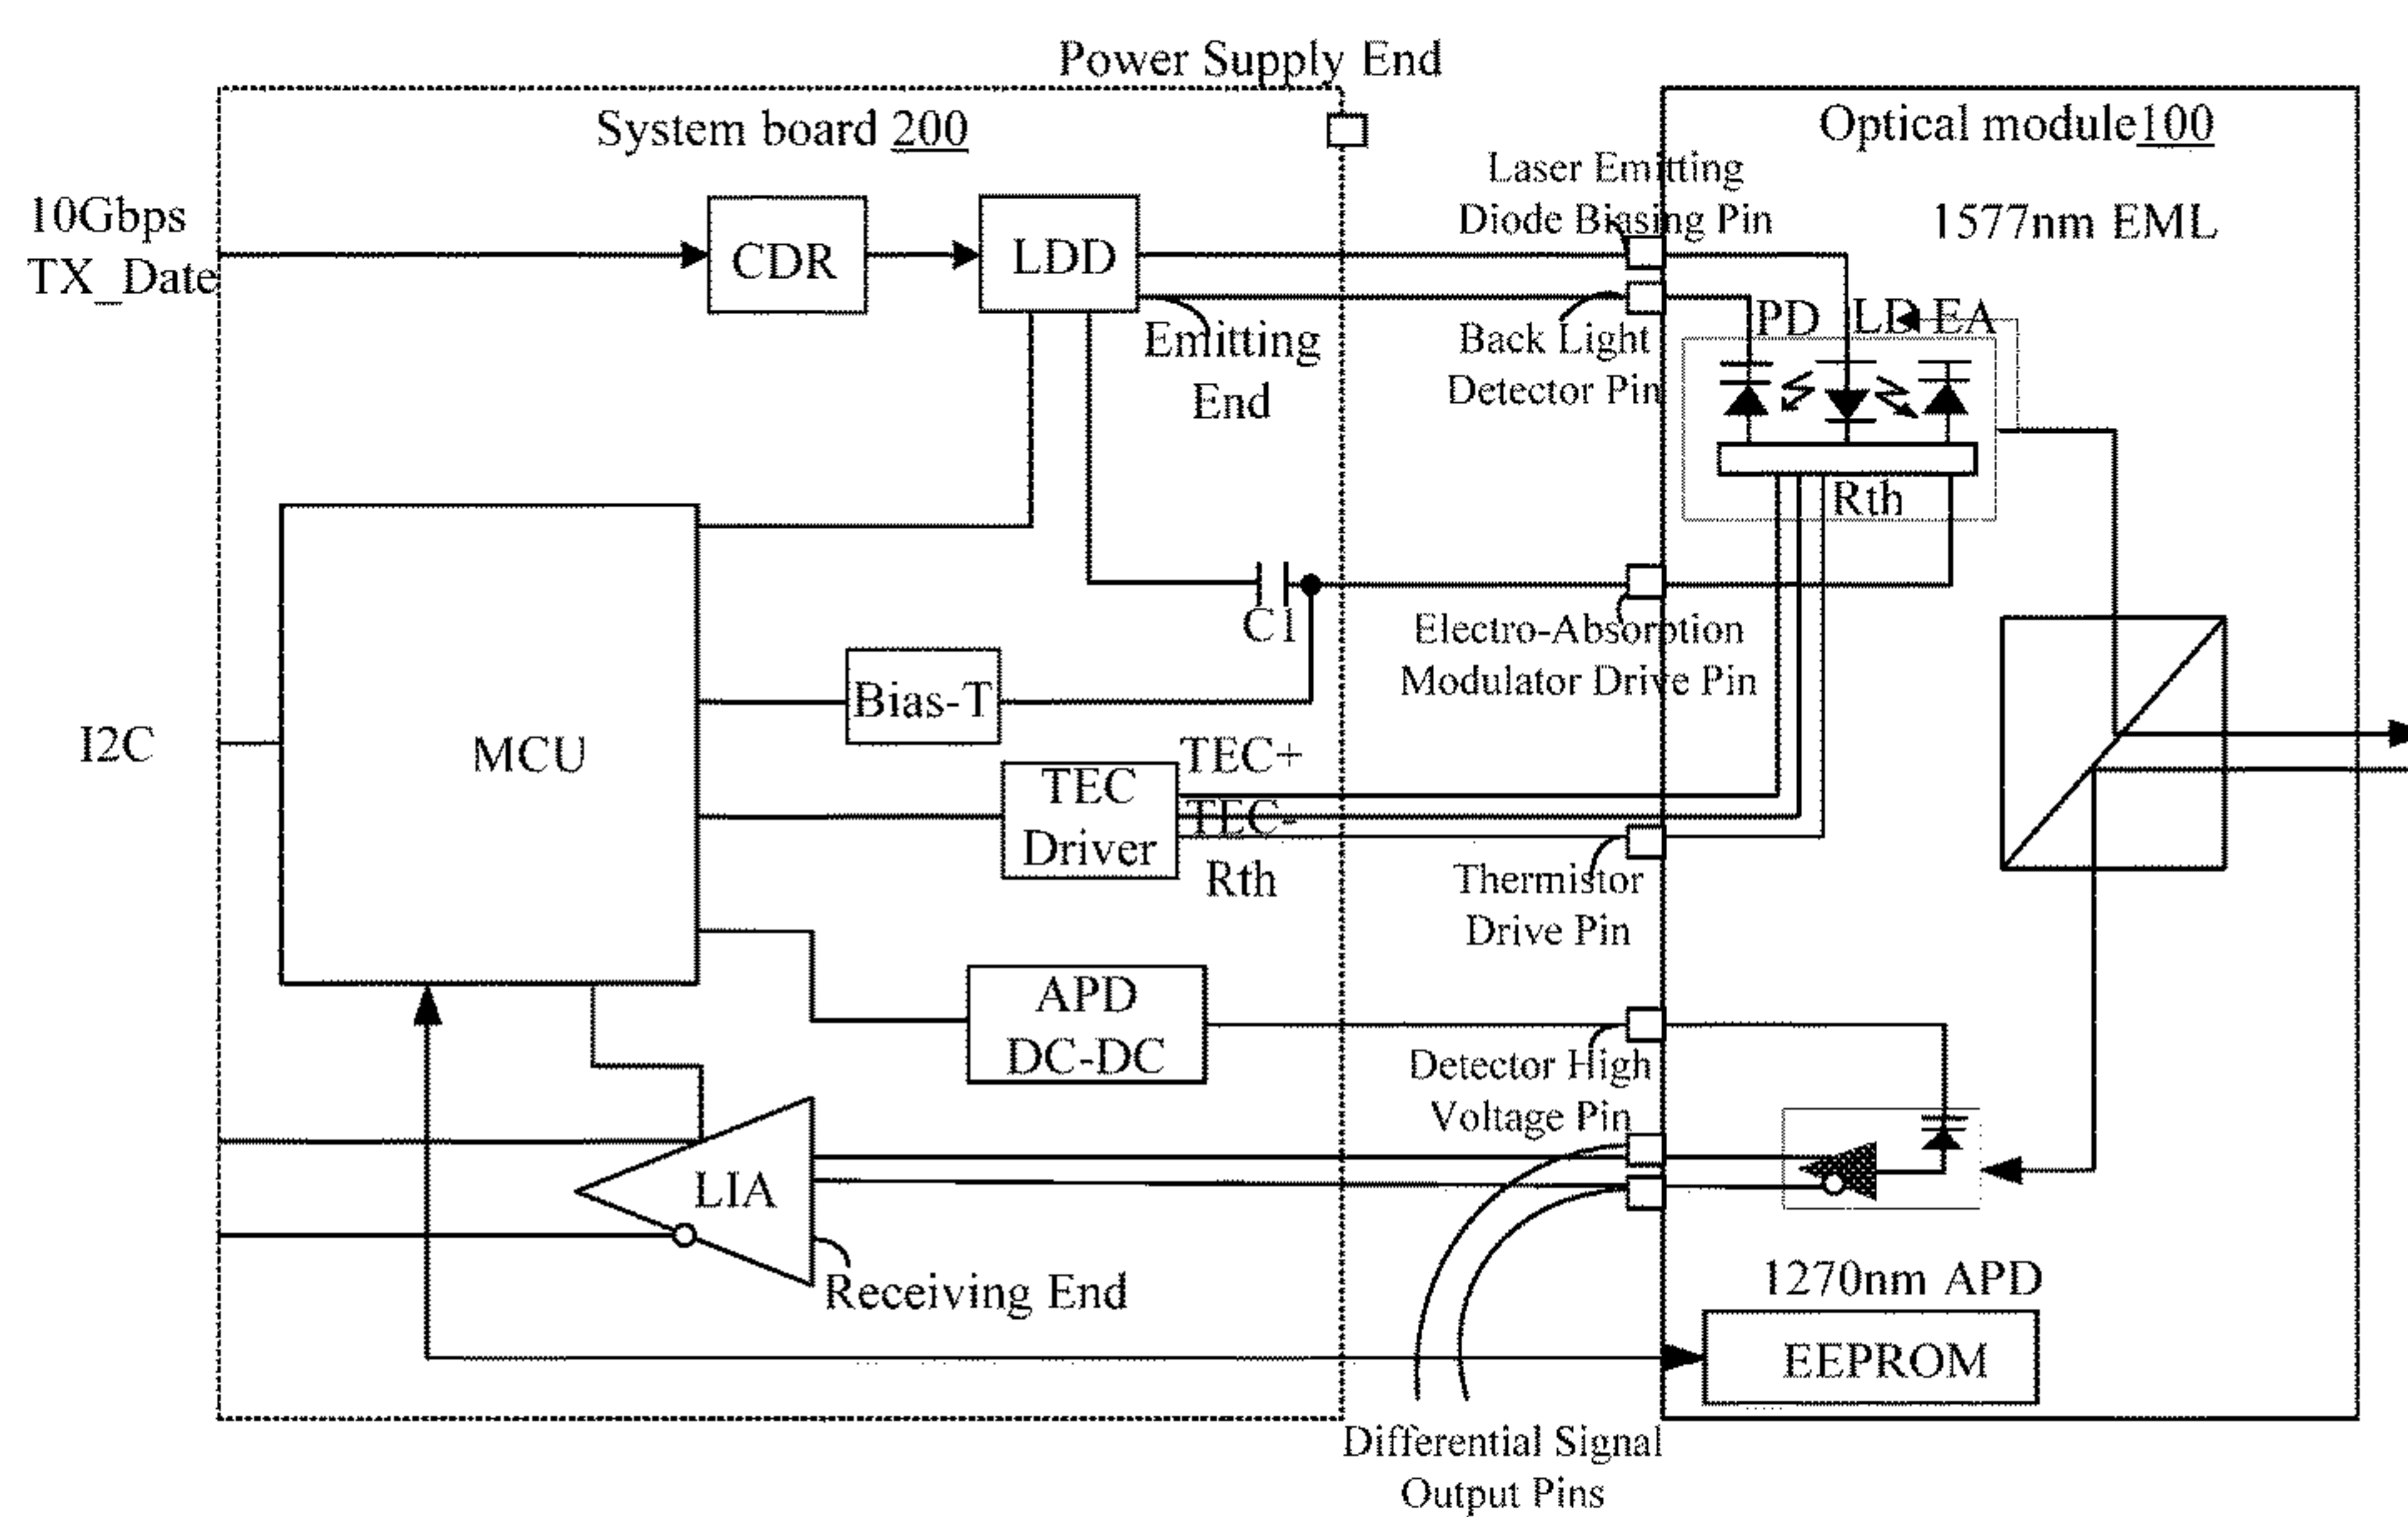 Power Supply End
System board 200
Optical module100
Laser Emitting
Diode Biasing Pin
1577nm EML
10Gbps
TX_Date
CDR
LDD
Emitting
End
Back Light
Detector Pin
PD
LD
EA
Rth
C1
Electro-Absorption
Modulator Drive Pin
Bias-T
I2C
MCU
TEC+
TEC
Driver
TEC-
Rth
Thermistor
Drive Pin
APD
DC-DC
Detector High
Voltage Pin
LIA
Receiving End
1270nm APD
EEPROM
Differential Signal
Output Pins